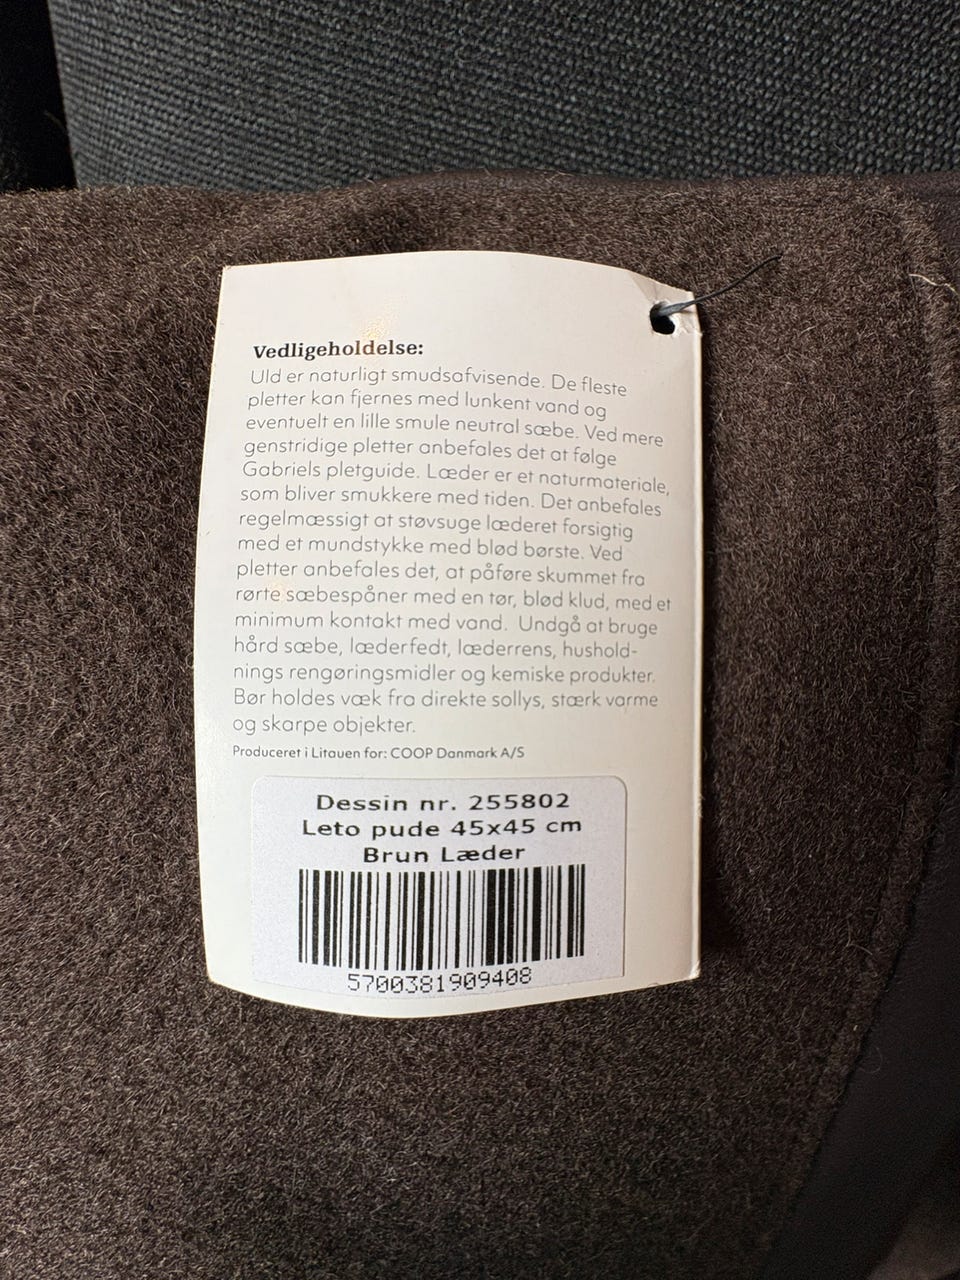 Vedligeholdelse:
Uld er naturligt smudsafvisende. De fleste
pletter kan fjernes med lunkent vand og
eventuelt en lille smule neutral sæbe. Ved mere
genstridige pletter anbefales det at følge
Gabriels pletguide. Læder er et naturmateriale,
som bliver smukkere med tiden. Det anbefales
regelmæssigt at støvsuge læderet forsigtig
med et mundstykke med blød børste. Ved
pletter anbefales det, at påføre skummet fra
rørte sæbespåner med en tør, blød klud, med et
minimum kontakt med vand. Undgå at bruge
hård sæbe, læderfedt, læderrens, hushold-
nings rengøringsmidler og kemiske produkter.
Bør holdes væk fra direkte sollys, stærk varme
og skarpe objekter.
Produceret i Litauen for: COOP Danmark A/S
Dessin nr. 255802
Leto pude 45x45 cm
Brun Læder
5700381909408